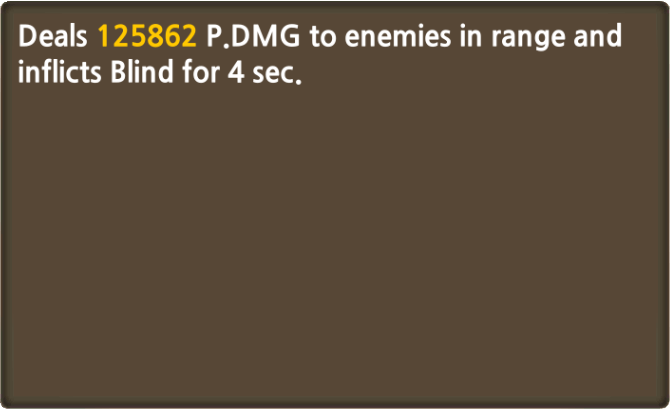 Deals 125862 P.DMG to enemies in range and
inflicts Blind for 4 sec.